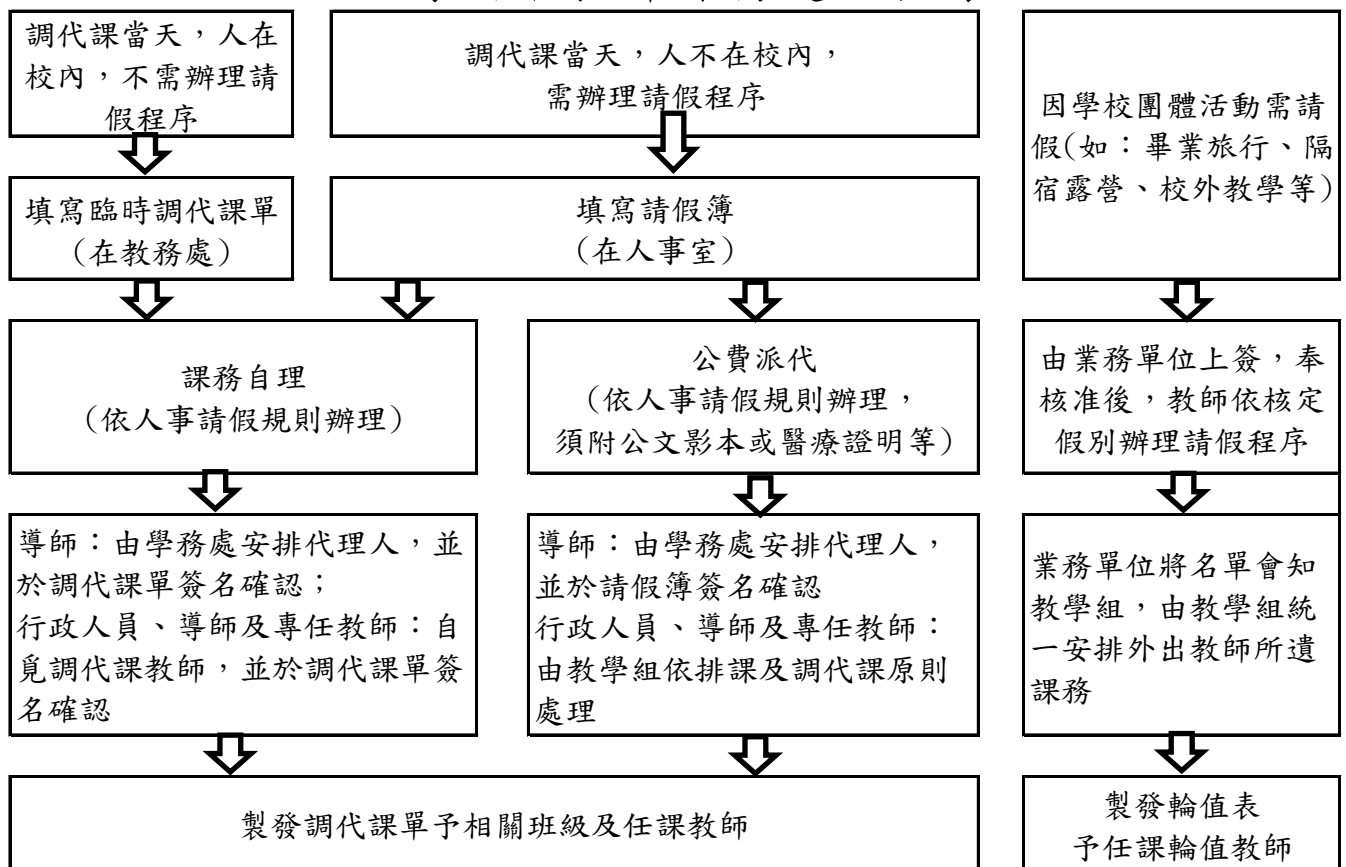 調代課當天，人在
校內，不需辦理請
假程序
調代課當天，人不在校內，
需辦理請假程序
因學校團體活動需請
假(如：畢業旅行、隔
宿露營、校外教學等)
填寫臨時調代課單
(在教務處)
填寫請假簿
(在人事室)
課務自理
(依人事請假規則辦理)
公費派代
(依人事請假規則辦理，
須附公文影本或醫療證明等)
由業務單位上簽，奉
核准後，教師依核定
假別辦理請假程序
導師：由學務處安排代理人，並
於調代課單簽名確認；
行政人員、導師及專任教師：自
覓調代課教師，並於調代課單簽
名確認
導師：由學務處安排代理人，
並於請假簿簽名確認
行政人員、導師及專任教師：
由教學組依排課及調代課原則
處理
業務單位將名單會知
教學組，由教學組統
一安排外出教師所遺
課務
製發調代課單予相關班級及任課教師
製發輪值表
予任課輪值教師